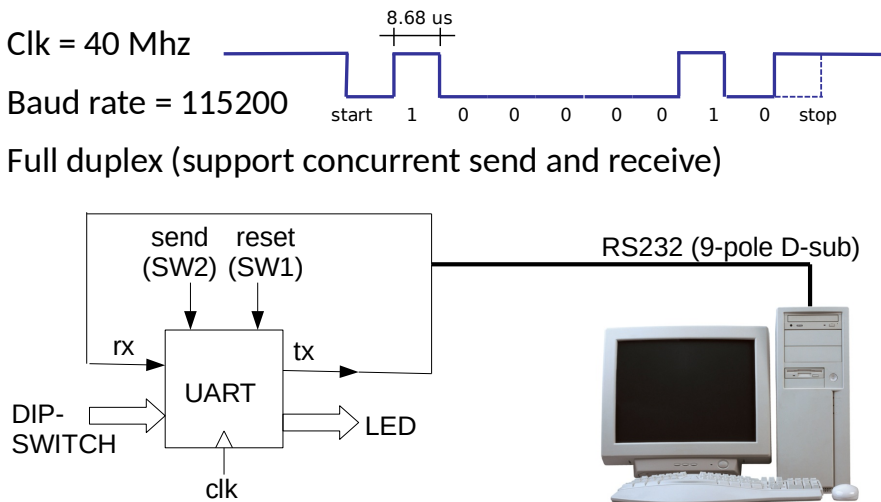 8.68 us
Clk = 40 Mhz
Baud rate = 115200
start 1 0 0 0 0 0 1 0 stop
Full duplex (support concurrent send and receive)
send reset
(SW2) (SW1)
RS232 (9-pole D-sub)
rx tx
UART
DIP-
SWITCH
LED
clk